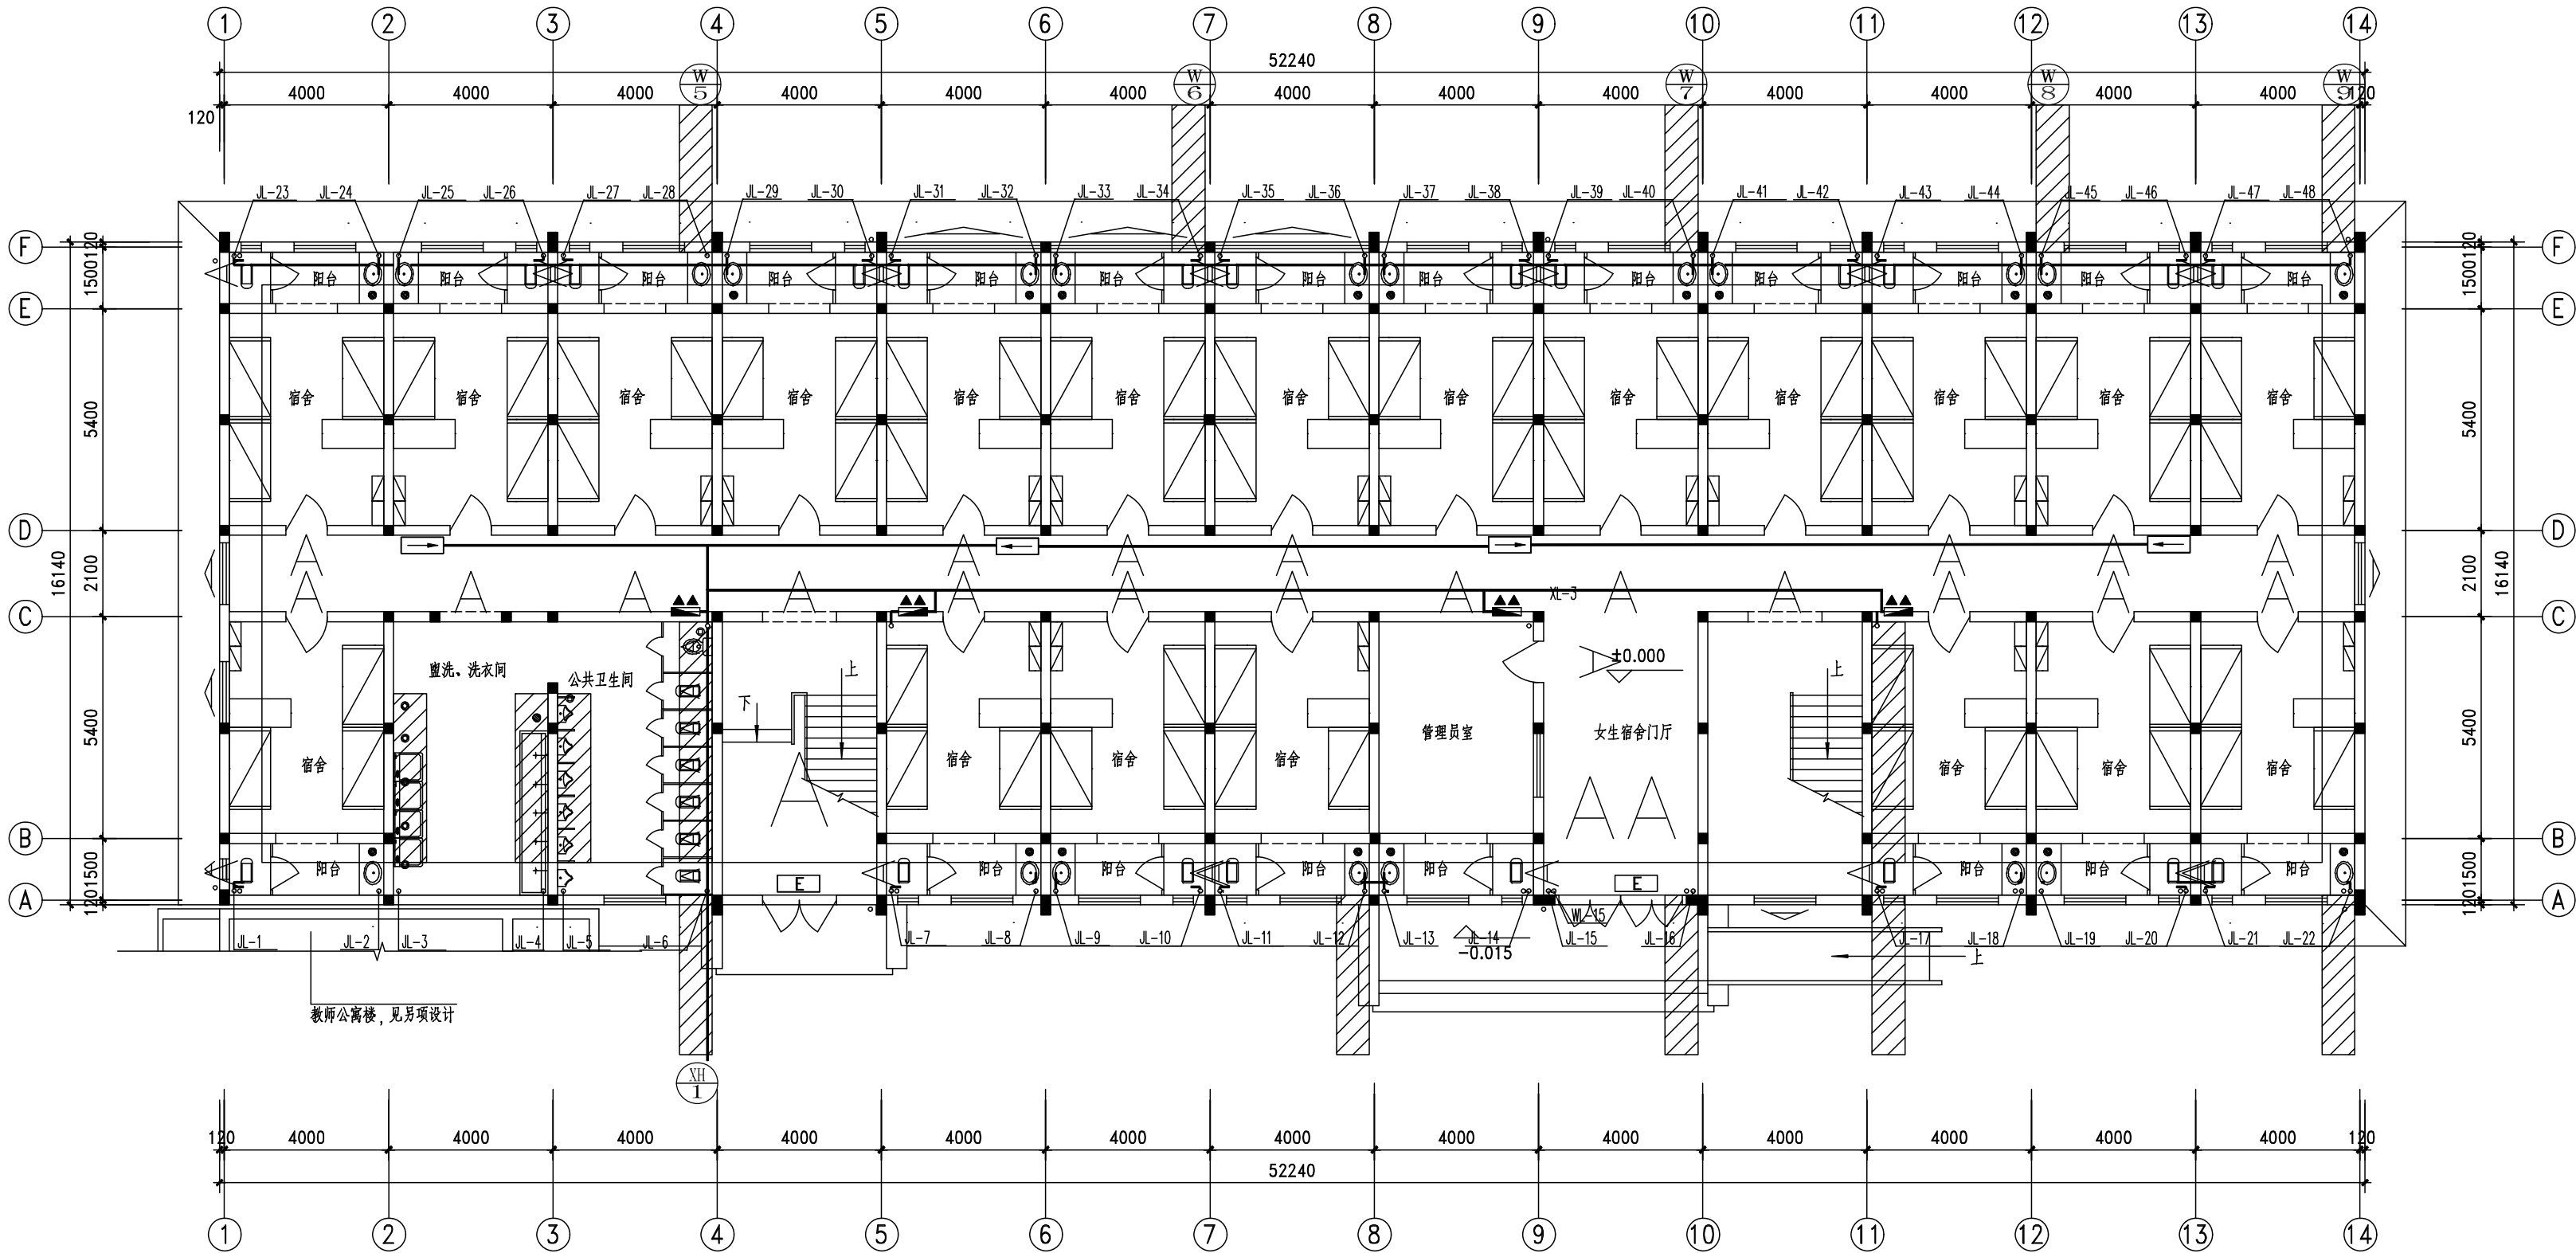 1 2 3 4 5 6 7 8 9 10 11 12 13 14
52240
W 5 W 6 W 7 W 8 W 9
4000 4000 4000 4000 4000 4000 4000 4000 4000 4000 4000 4000 4000 120
120
JL-23 JL-24 JL-25 JL-26 JL-27 JL-28 JL-29 JL-30 JL-31 JL-32 JL-33 JL-34 JL-35 JL-36 JL-37 JL-38 JL-39 JL-40 JL-41 JL-42 JL-43 JL-44 JL-45 JL-46 JL-47 JL-48
F 120 120 F
1500 阳台 阳台 阳台 阳台 阳台 阳台 阳台 阳台 阳台 阳台 阳台 阳台 阳台 1500
E E
5400 宿舍 宿舍 宿舍 宿舍 宿舍 宿舍 宿舍 宿舍 宿舍 宿舍 宿舍 宿舍 宿舍 5400
D D
16140 2100 2100 16140
XL-3
C C
盥洗、洗衣间 公共卫生间 上 ±0.000 上
下
5400 宿舍 宿舍 宿舍 宿舍 管理员室 女生宿舍门厅 宿舍 宿舍 宿舍 5400
B B
1500 阳台 阳台 阳台 阳台 阳台 阳台 阳台 阳台 1500
E E
A 120 120 A
WL-15
JL-1 JL-2 JL-3 JL-4 JL-5 JL-6 JL-7 JL-8 JL-9 JL-10 JL-11 JL-12 JL-13 JL-14 JL-15 JL-16 JL-17 JL-18 JL-19 JL-20 JL-21 JL-22
-0.015 上
教师公寓楼，见另项设计
XH 1
120 4000 4000 4000 4000 4000 4000 4000 4000 4000 4000 4000 4000 4000 120
52240
1 2 3 4 5 6 7 8 9 10 11 12 13 14